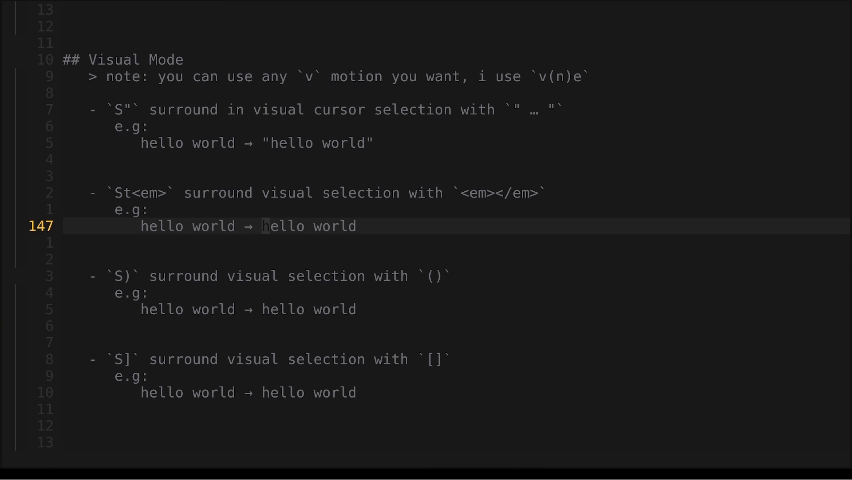 13
12
11
10 ## Visual Mode
9 > note: you can use any `v` motion you want, i use `v(n)e`
8
7 - `S"` surround in visual cursor selection with `" … "`
6 e.g:
5 hello world → "hello world"
4
3
2 - `St<em>` surround visual selection with `<em></em>`
1 e.g:
147 hello world → hello world
1
2
3 - `S)` surround visual selection with `()`
4 e.g:
5 hello world → hello world
6
7
8 - `S]` surround visual selection with `[]`
9 e.g:
10 hello world → hello world
11
12
13